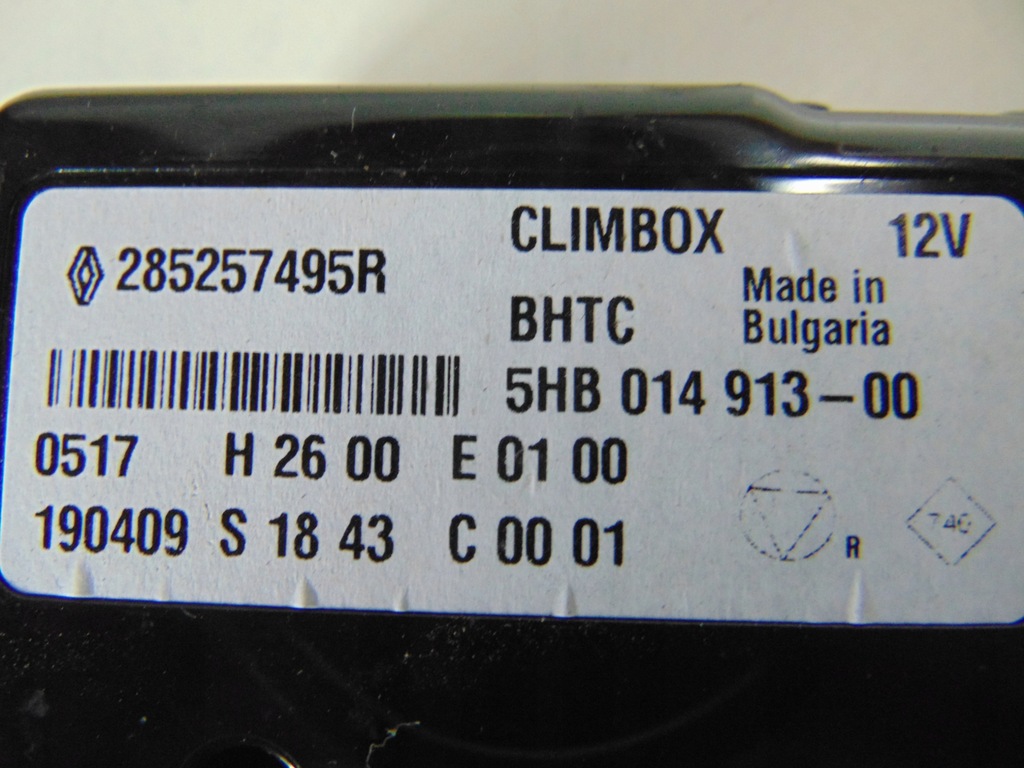 CLIMBOX 12V
285257495R
Made in
BHTC Bulgaria
5HB 014 913-00
0517 H 26 00 E 01 00
190409 S 18 43 C 00 01
R